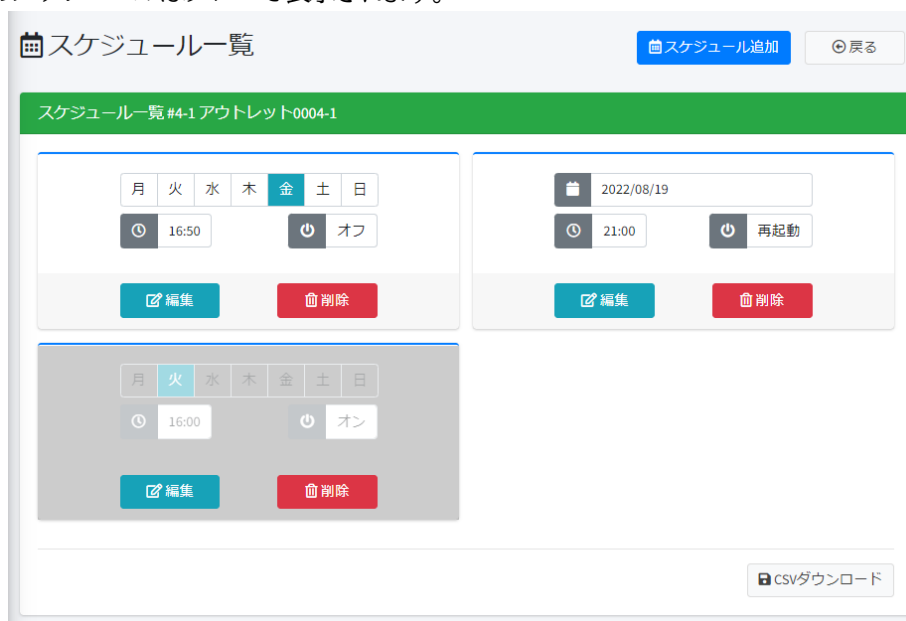 スケジュール一覧
スケジュール追加
戻る
スケジュール一覧 #4-1 アウトレット0004-1
月 火 水 木 金 土 日
16:50 オフ
編集 削除
2022/08/19
21:00 再起動
編集 削除
月 火 水 木 金 土 日
16:00 オン
編集 削除
CSVダウンロード